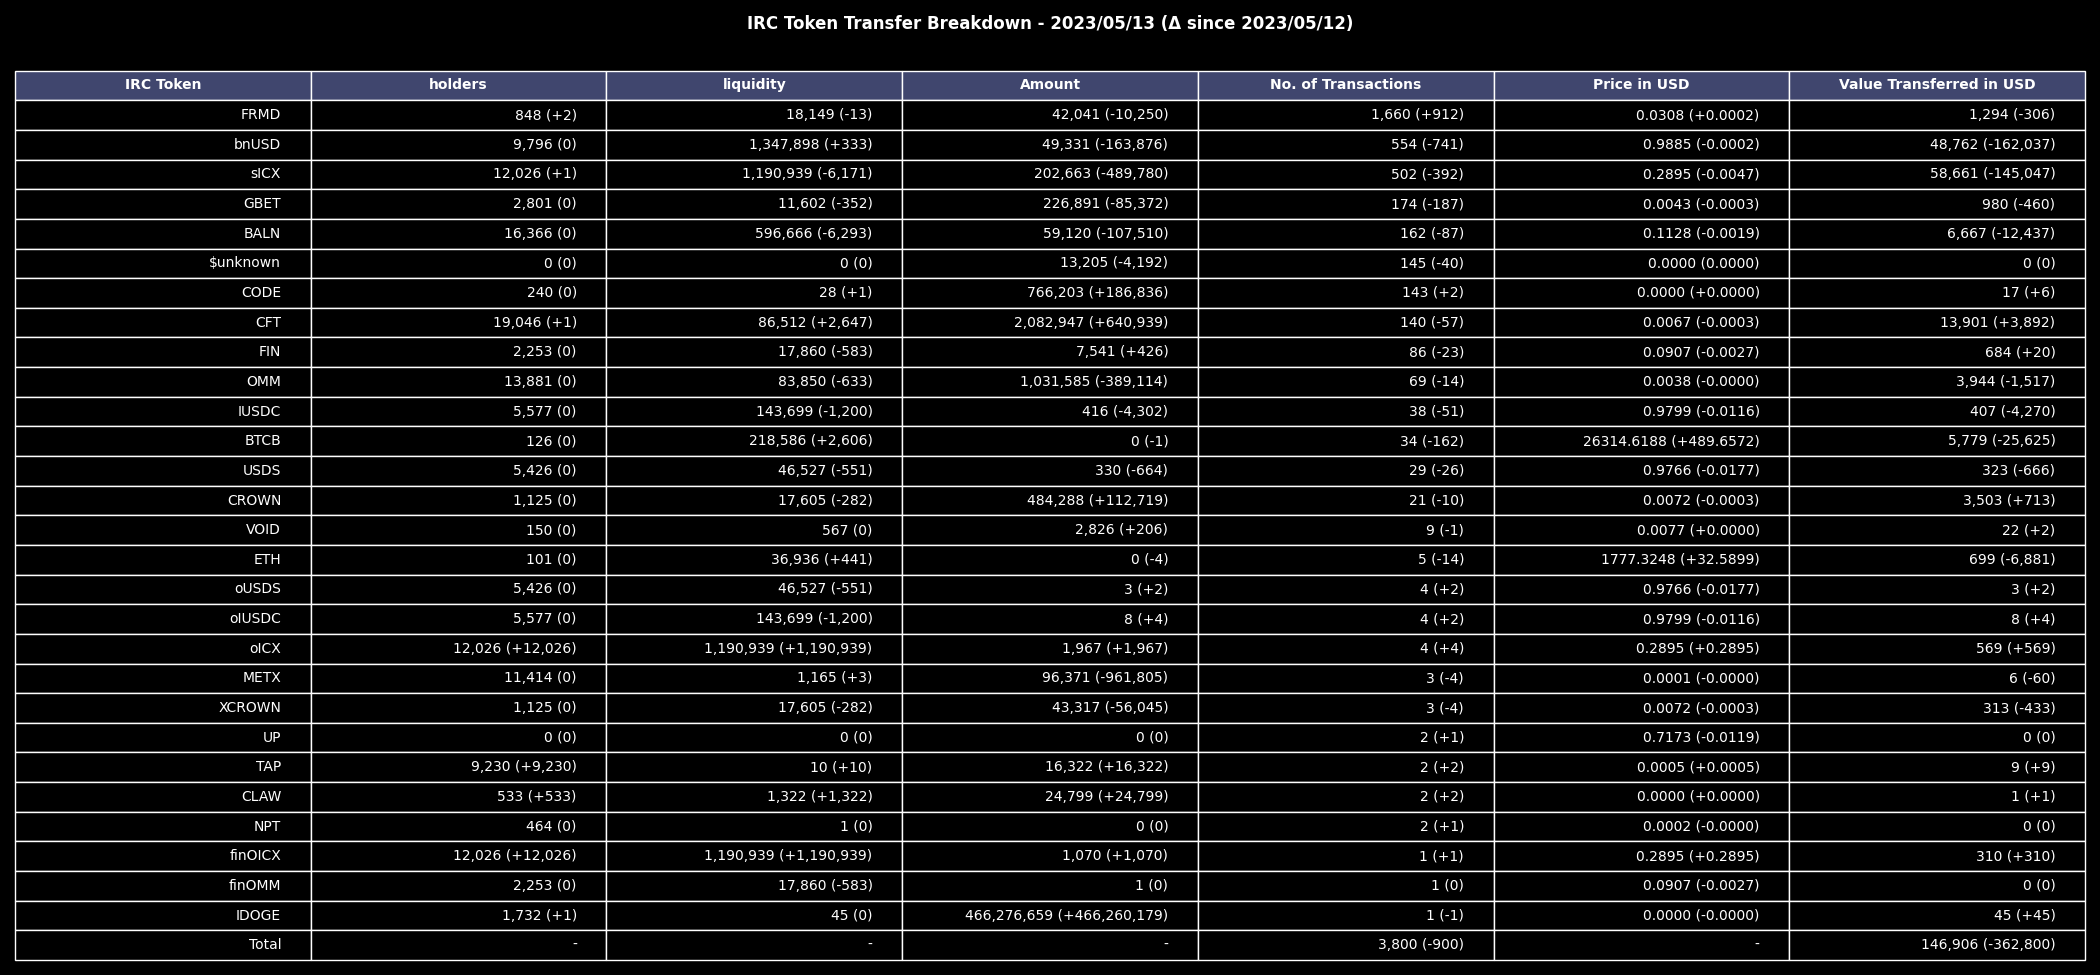 IRC Token Transfer Breakdown - 2023/05/13 (Δ since 2023/05/12)
IRC Token holders liquidity Amount No. of Transactions Price in USD Value Transferred in USD
FRMD 848 (+2) 18,149 (-13) 42,041 (-10,250) 1,660 (+912) 0.0308 (+0.0002) 1,294 (-306)
bnUSD 9,796 (0) 1,347,898 (+333) 49,331 (-163,876) 554 (-741) 0.9885 (-0.0002) 48,762 (-162,037)
sICX 12,026 (+1) 1,190,939 (-6,171) 202,663 (-489,780) 502 (-392) 0.2895 (-0.0047) 58,661 (-145,047)
GBET 2,801 (0) 11,602 (-352) 226,891 (-85,372) 174 (-187) 0.0043 (-0.0003) 980 (-460)
BALN 16,366 (0) 596,666 (-6,293) 59,120 (-107,510) 162 (-87) 0.1128 (-0.0019) 6,667 (-12,437)
$unknown 0 (0) 0 (0) 13,205 (-4,192) 145 (-40) 0.0000 (0.0000) 0 (0)
CODE 240 (0) 28 (+1) 766,203 (+186,836) 143 (+2) 0.0000 (+0.0000) 17 (+6)
CFT 19,046 (+1) 86,512 (+2,647) 2,082,947 (+640,939) 140 (-57) 0.0067 (-0.0003) 13,901 (+3,892)
FIN 2,253 (0) 17,860 (-583) 7,541 (+426) 86 (-23) 0.0907 (-0.0027) 684 (+20)
OMM 13,881 (0) 83,850 (-633) 1,031,585 (-389,114) 69 (-14) 0.0038 (-0.0000) 3,944 (-1,517)
IUSDC 5,577 (0) 143,699 (-1,200) 416 (-4,302) 38 (-51) 0.9799 (-0.0116) 407 (-4,270)
BTCB 126 (0) 218,586 (+2,606) 0 (-1) 34 (-162) 26314.6188 (+489.6572) 5,779 (-25,625)
USDS 5,426 (0) 46,527 (-551) 330 (-664) 29 (-26) 0.9766 (-0.0177) 323 (-666)
CROWN 1,125 (0) 17,605 (-282) 484,288 (+112,719) 21 (-10) 0.0072 (-0.0003) 3,503 (+713)
VOID 150 (0) 567 (0) 2,826 (+206) 9 (-1) 0.0077 (+0.0000) 22 (+2)
ETH 101 (0) 36,936 (+441) 0 (-4) 5 (-14) 1777.3248 (+32.5899) 699 (-6,881)
oUSDS 5,426 (0) 46,527 (-551) 3 (+2) 4 (+2) 0.9766 (-0.0177) 3 (+2)
oIUSDC 5,577 (0) 143,699 (-1,200) 8 (+4) 4 (+2) 0.9799 (-0.0116) 8 (+4)
oICX 12,026 (+12,026) 1,190,939 (+1,190,939) 1,967 (+1,967) 4 (+4) 0.2895 (+0.2895) 569 (+569)
METX 11,414 (0) 1,165 (+3) 96,371 (-961,805) 3 (-4) 0.0001 (-0.0000) 6 (-60)
XCROWN 1,125 (0) 17,605 (-282) 43,317 (-56,045) 3 (-4) 0.0072 (-0.0003) 313 (-433)
UP 0 (0) 0 (0) 0 (0) 2 (+1) 0.7173 (-0.0119) 0 (0)
TAP 9,230 (+9,230) 10 (+10) 16,322 (+16,322) 2 (+2) 0.0005 (+0.0005) 9 (+9)
CLAW 533 (+533) 1,322 (+1,322) 24,799 (+24,799) 2 (+2) 0.0000 (+0.0000) 1 (+1)
NPT 464 (0) 1 (0) 0 (0) 2 (+1) 0.0002 (-0.0000) 0 (0)
finOICX 12,026 (+12,026) 1,190,939 (+1,190,939) 1,070 (+1,070) 1 (+1) 0.2895 (+0.2895) 310 (+310)
finOMM 2,253 (0) 17,860 (-583) 1 (0) 1 (0) 0.0907 (-0.0027) 0 (0)
IDOGE 1,732 (+1) 45 (0) 466,276,659 (+466,260,179) 1 (-1) 0.0000 (-0.0000) 45 (+45)
Total - - - 3,800 (-900) - 146,906 (-362,800)